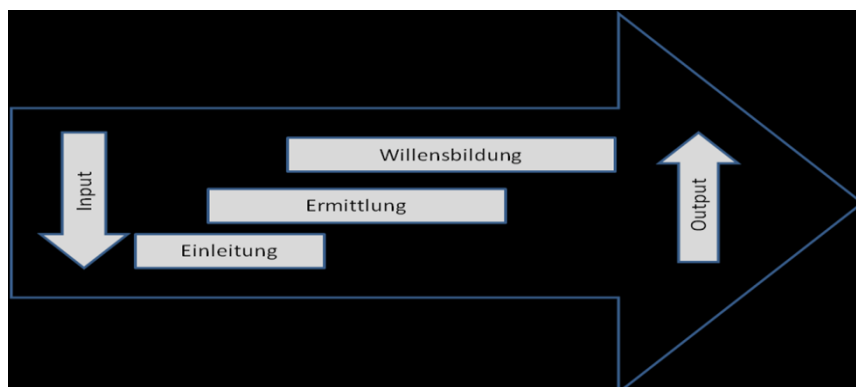 Input
Willensbildung
Ermittlung
Einleitung
Output